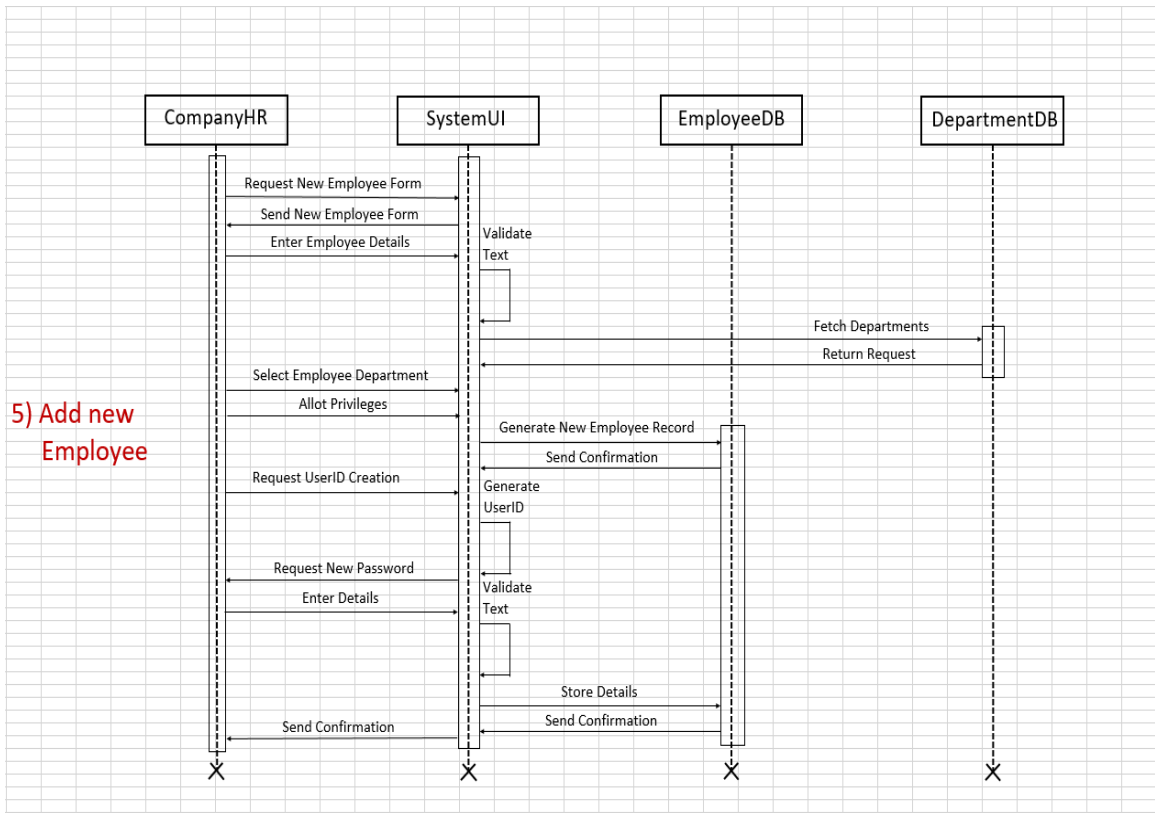 CompanyHR
SystemUI
EmployeeDB
DepartmentDB
Request New Employee Form
Send New Employee Form
Validate
Enter Employee Details
Text
Fetch Departments
Return Request
Select Employee Department
Allot Privileges
5) Add new
Employee
Generate New Employee Record
Send Confirmation
Request UserID Creation
Generate
UserID
Request New Password
Validate
Enter Details
Text
Store Details
Send Confirmation
Send Confirmation